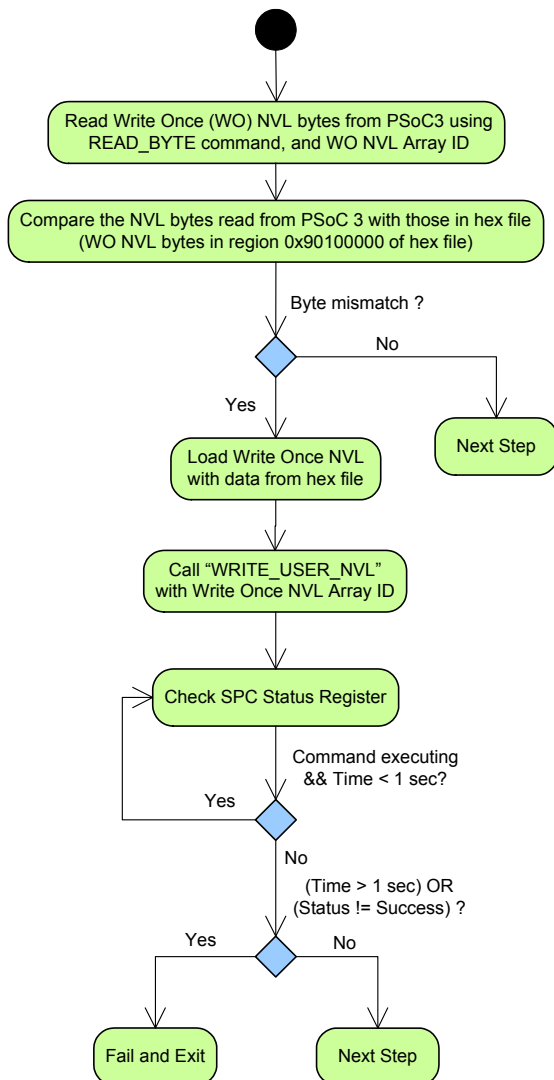 Read Write Once (WO) NVL bytes from PSoC3 using
READ_BYTE command, and WO NVL Array ID
Compare the NVL bytes read from PSoC 3 with those in hex file
(WO NVL bytes in region 0x90100000 of hex file)
Byte mismatch ?
No
Yes
Next Step
Load Write Once NVL
with data from hex file
Call “WRITE_USER_NVL”
with Write Once NVL Array ID
Check SPC Status Register
Command executing
&& Time < 1 sec?
Yes
No
(Time > 1 sec) OR
(Status != Success) ?
Yes
No
Fail and Exit
Next Step